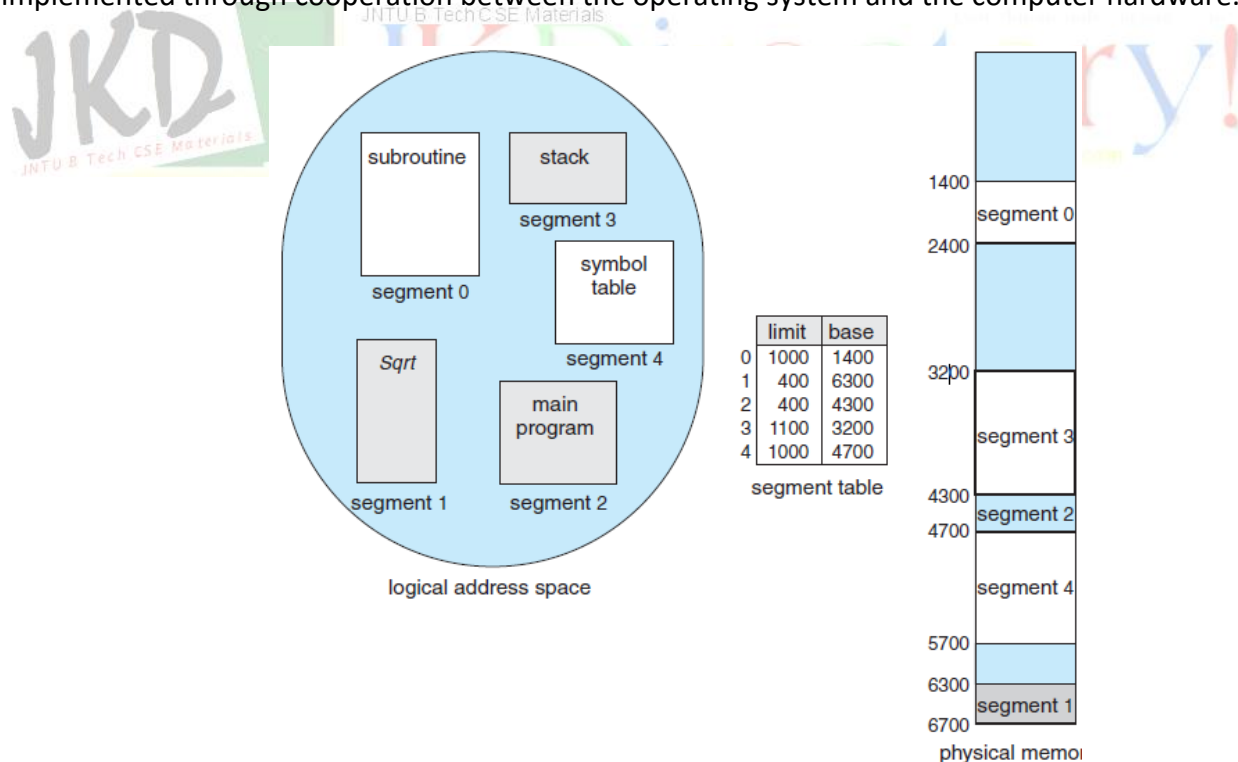 implemented through cooperation between the operating system and the computer hardware.
JNTU B Tech CSE Materials
JKD
JNTU B Tech CSE Materials
subroutine
segment 0
stack
segment 3
symbol
table
segment 4
Sqrt
segment 1
main
program
segment 2
logical address space
limit base
0 1000 1400
1 400 6300
2 400 4300
3 1100 3200
4 1000 4700
segment table
1400
segment 0
2400
3200
segment 3
4300
segment 2
4700
segment 4
5700
6300
segment 1
6700
physical memo